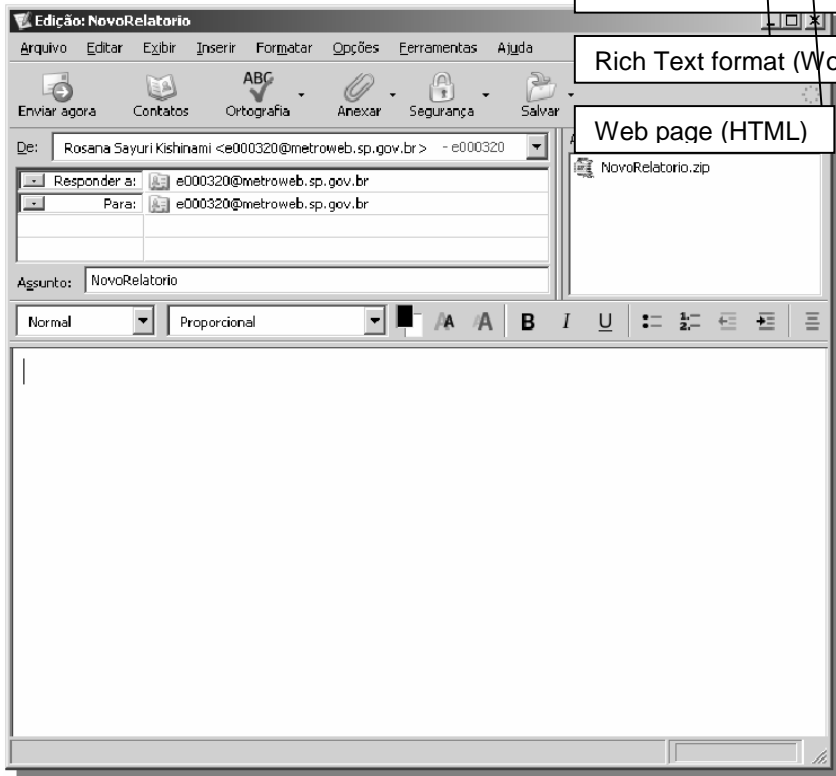 Edição: NovoRelatorio
Arquivo Editar Exibir Inserir Formatar Opções Ferramentas Ajuda
Rich Text format (Wo
Enviar agora Contatos Ortografia Anexar Segurança Salvar
Web page (HTML)
De: Rosana Sayuri Kishinami <e000320@metroweb.sp.gov.br> - e000320
NovoRelatorio.zip
Responder a: e000320@metroweb.sp.gov.br
Para: e000320@metroweb.sp.gov.br
Assunto: NovoRelatorio
Normal Proporcional A A B I U